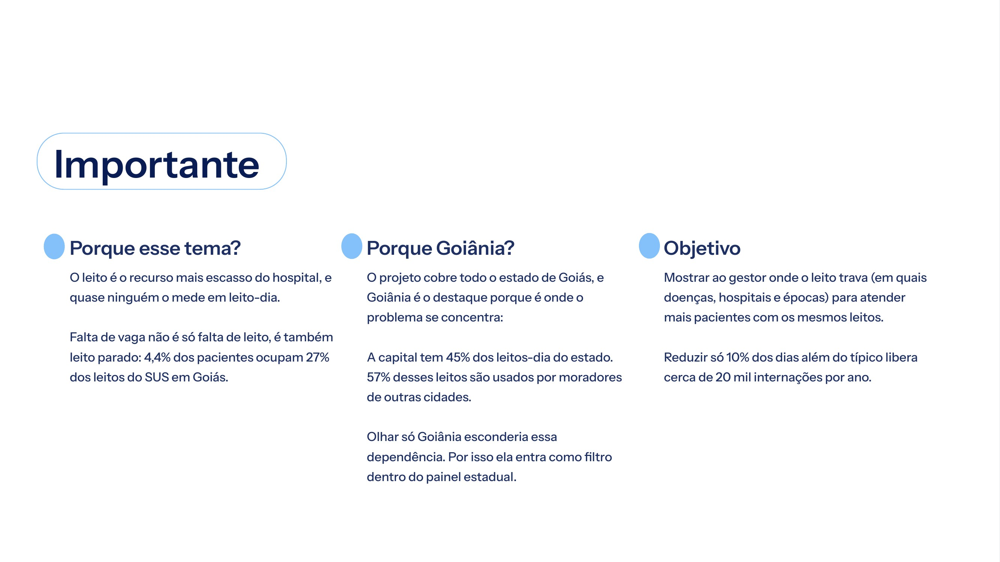 Importante
Porque esse tema?
O leito é o recurso mais escasso do hospital, e
quase ninguém o mede em leito-dia.
Falta de vaga não é só falta de leito, é também
leito parado: 4,4% dos pacientes ocupam 27%
dos leitos do SUS em Goiás.
Porque Goiânia?
O projeto cobre todo o estado de Goiás, e
Goiânia é o destaque porque é onde o
problema se concentra:
A capital tem 45% dos leitos-dia do estado.
57% desses leitos são usados por moradores
de outras cidades.
Olhar só Goiânia esconderia essa
dependência. Por isso ela entra como filtro
dentro do painel estadual.
Objetivo
Mostrar ao gestor onde o leito trava (em quais
doenças, hospitais e épocas) para atender
mais pacientes com os mesmos leitos.
Reduzir só 10% dos dias além do típico libera
cerca de 20 mil internações por ano.